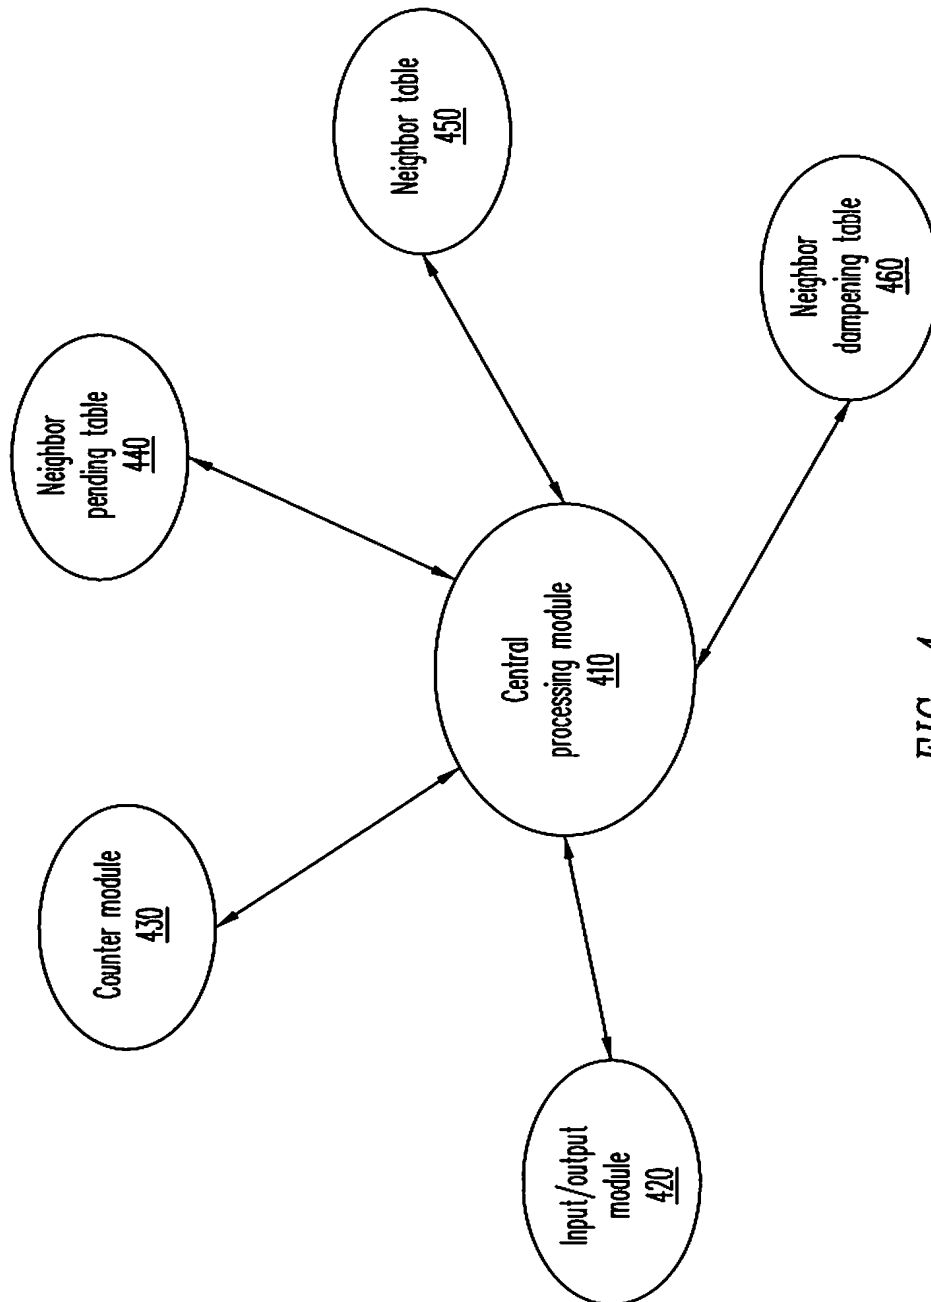 Counter module
430
Neighbor
pending table
440
Neighbor table
450
Input/output
module
420
Central
processing module
410
Neighbor
dampening table
460
FIG. 4